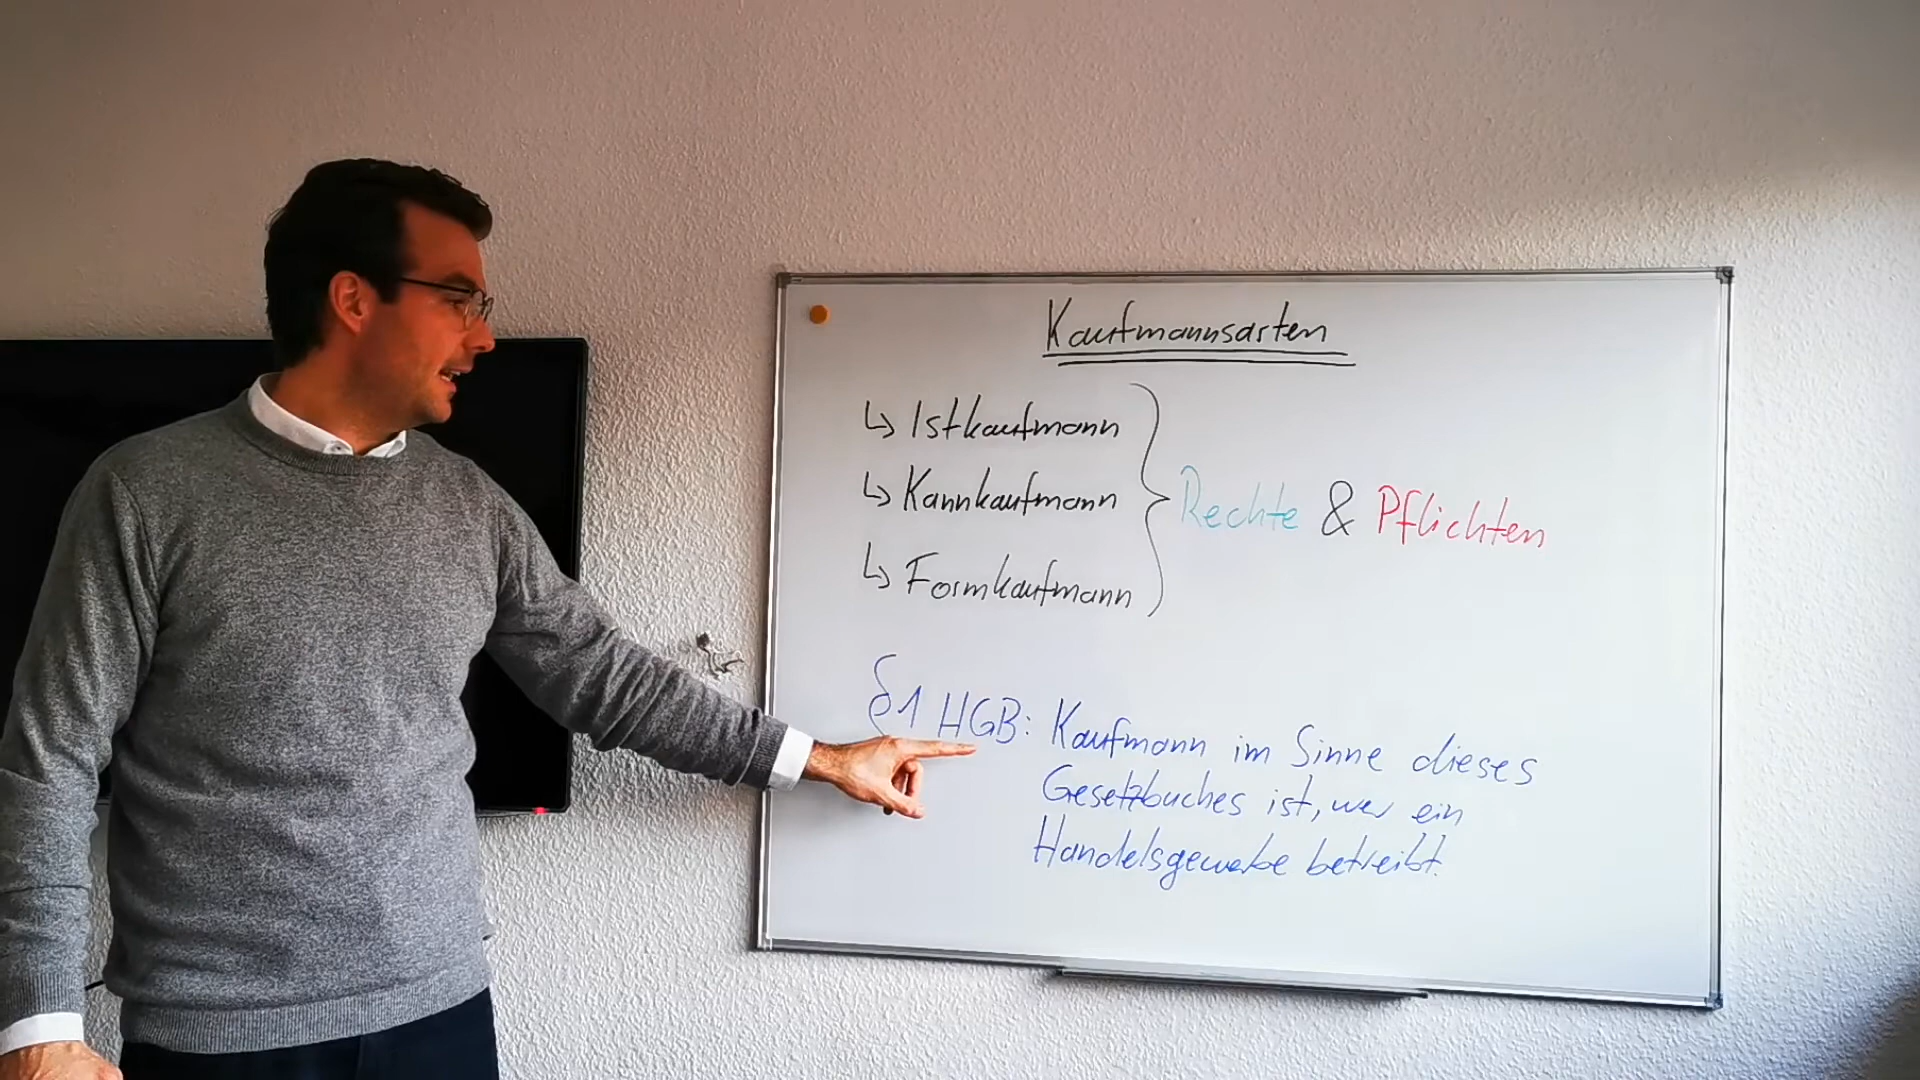 Kaufmannsarten
↳ Istkaufmann
↳ Kannkaufmann
↳ Formkaufmann
Rechte & Pflichten
§1 HGB: Kaufmann im Sinne dieses
Gesetzbuches ist, wer ein
Handelsgewerbe betreibt.